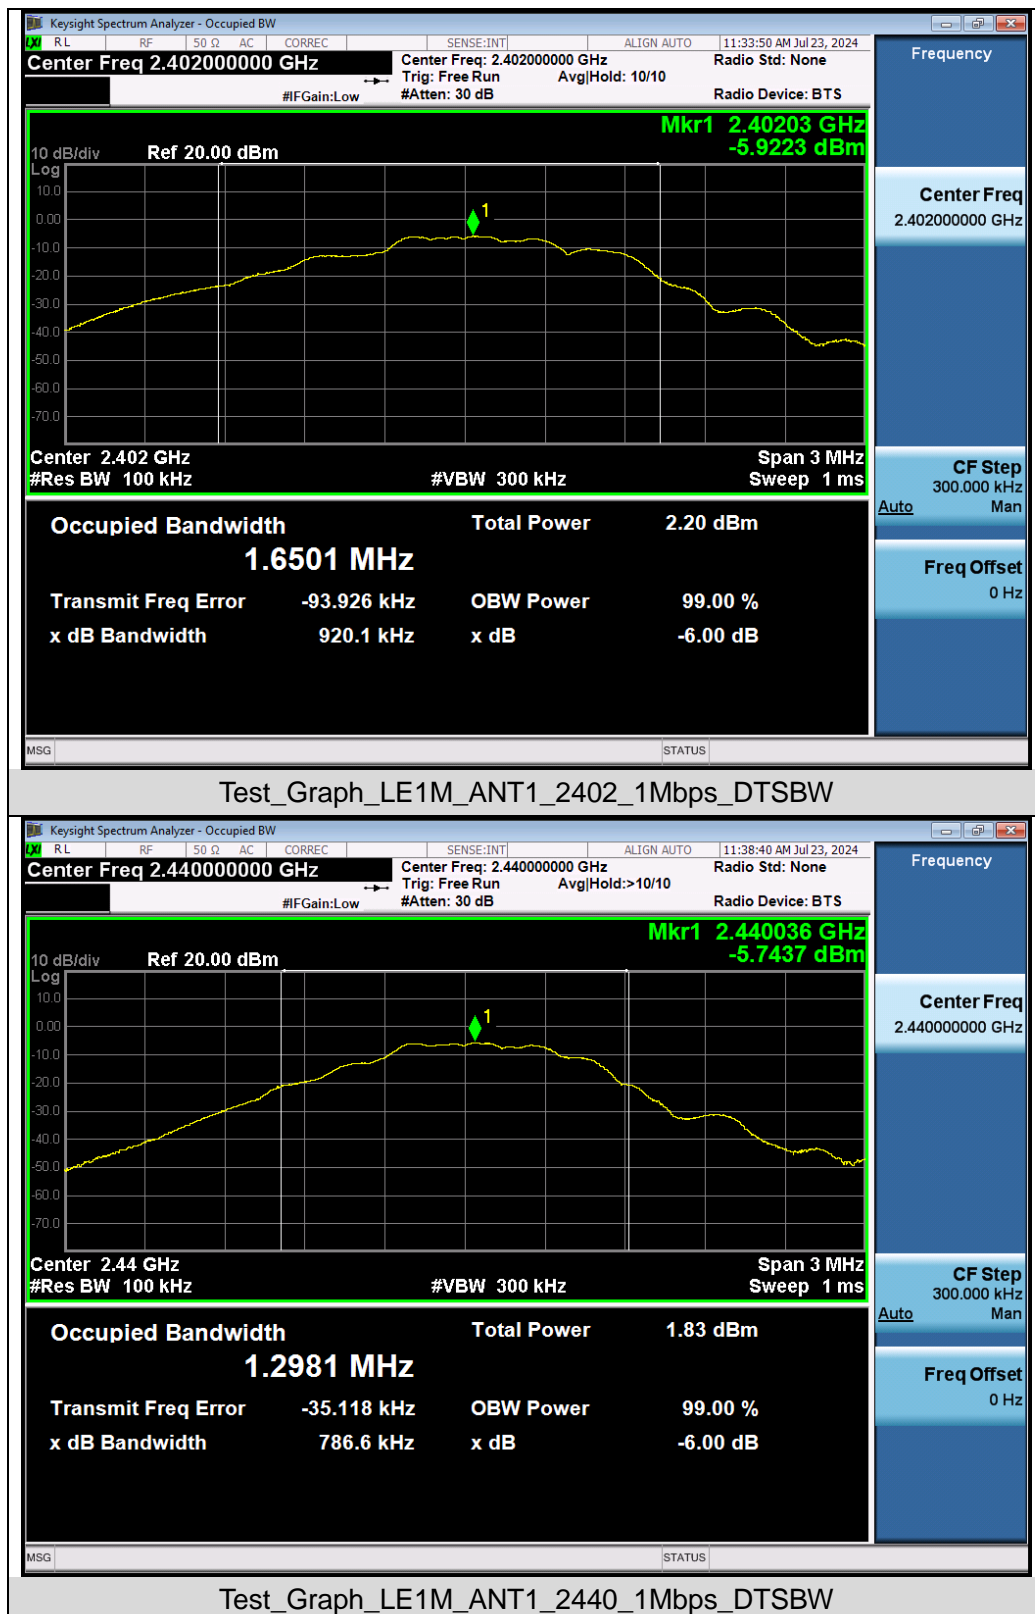 Keysight Spectrum Analyzer - Occupied BW
LXI RL RF 50 Ω AC CORREC SENSE:INT ALIGN AUTO 11:33:50 AM Jul 23, 2024
Center Freq 2.402000000 GHz Center Freq: 2.402000000 GHz Radio Std: None
Trig: Free Run Avg|Hold: 10/10
#IFGain:Low #Atten: 30 dB Radio Device: BTS
Mkr1 2.40203 GHz
-5.9223 dBm
10 dB/div Ref 20.00 dBm
Log
10.0
0.00
-10.0
-20.0
-30.0
-40.0
-50.0
-60.0
-70.0
1
Center 2.402 GHz Span 3 MHz
#Res BW 100 kHz #VBW 300 kHz Sweep 1 ms
Occupied Bandwidth Total Power 2.20 dBm
1.6501 MHz
Transmit Freq Error -93.926 kHz OBW Power 99.00 %
x dB Bandwidth 920.1 kHz x dB -6.00 dB
MSG STATUS
Frequency
Center Freq
2.402000000 GHz
CF Step
300.000 kHz
Auto Man
Freq Offset
0 Hz
Test_Graph_LE1M_ANT1_2402_1Mbps_DTSBW
Keysight Spectrum Analyzer - Occupied BW
LXI RL RF 50 Ω AC CORREC SENSE:INT ALIGN AUTO 11:38:40 AM Jul 23, 2024
Center Freq 2.440000000 GHz Center Freq: 2.440000000 GHz Radio Std: None
Trig: Free Run Avg|Hold:>10/10
#IFGain:Low #Atten: 30 dB Radio Device: BTS
Mkr1 2.440036 GHz
-5.7437 dBm
10 dB/div Ref 20.00 dBm
Log
10.0
0.00
-10.0
-20.0
-30.0
-40.0
-50.0
-60.0
-70.0
1
Center 2.44 GHz Span 3 MHz
#Res BW 100 kHz #VBW 300 kHz Sweep 1 ms
Occupied Bandwidth Total Power 1.83 dBm
1.2981 MHz
Transmit Freq Error -35.118 kHz OBW Power 99.00 %
x dB Bandwidth 786.6 kHz x dB -6.00 dB
MSG STATUS
Frequency
Center Freq
2.440000000 GHz
CF Step
300.000 kHz
Auto Man
Freq Offset
0 Hz
Test_Graph_LE1M_ANT1_2440_1Mbps_DTSBW